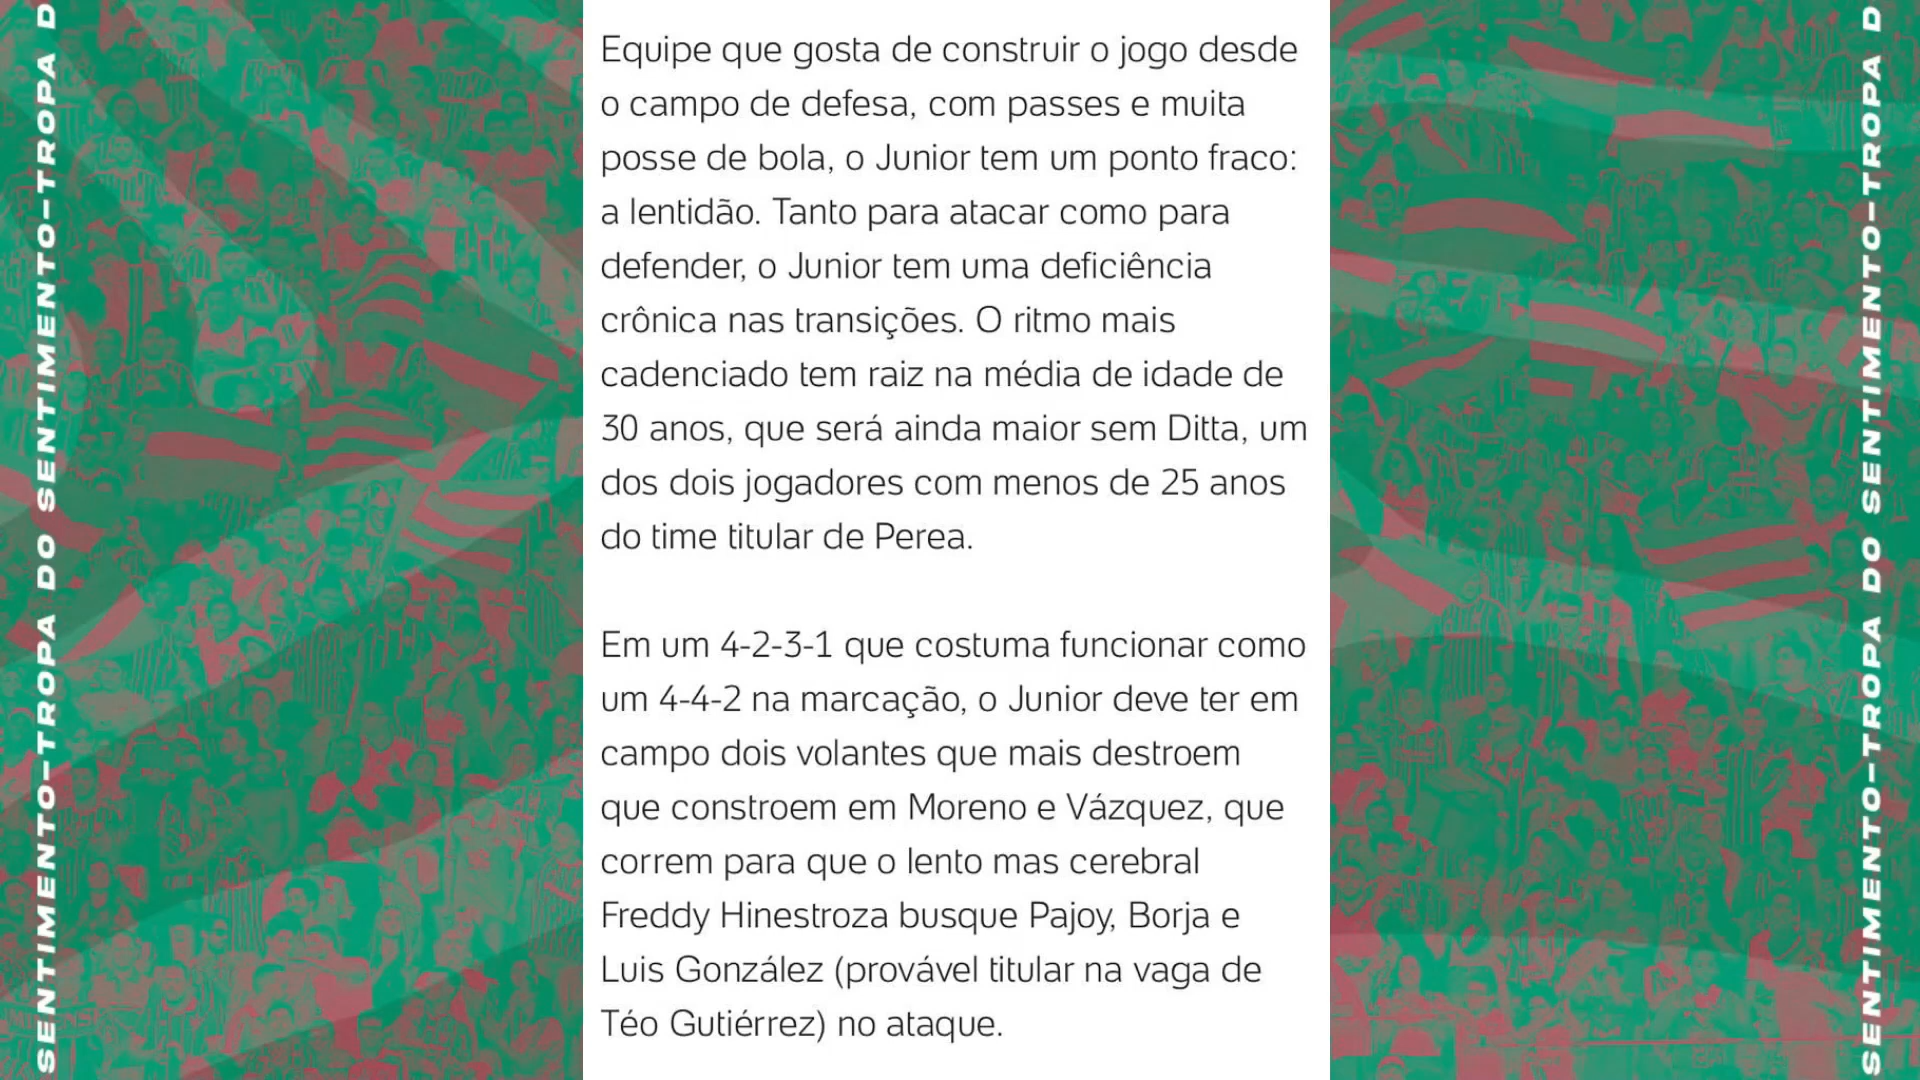 Equipe que gosta de construir o jogo desde
o campo de defesa, com passes e muita
posse de bola, o Junior tem um ponto fraco:
a lentidão. Tanto para atacar como para
defender, o Junior tem uma deficiência
crônica nas transições. O ritmo mais
cadenciado tem raiz na média de idade de
30 anos, que será ainda maior sem Ditta, um
dos dois jogadores com menos de 25 anos
do time titular de Perea.
Em um 4-2-3-1 que costuma funcionar como
um 4-4-2 na marcação, o Junior deve ter em
campo dois volantes que mais destroem
que constroem em Moreno e Vázquez, que
correm para que o lento mas cerebral
Freddy Hinestroza busque Pajoy, Borja e
Luis González (provável titular na vaga de
Téo Gutiérrez) no ataque.
SENTIMENTO-TROPA DO SENTIMENTO-TROPA D
SENTIMENTO-TROPA DO SENTIMENTO-TROPA D